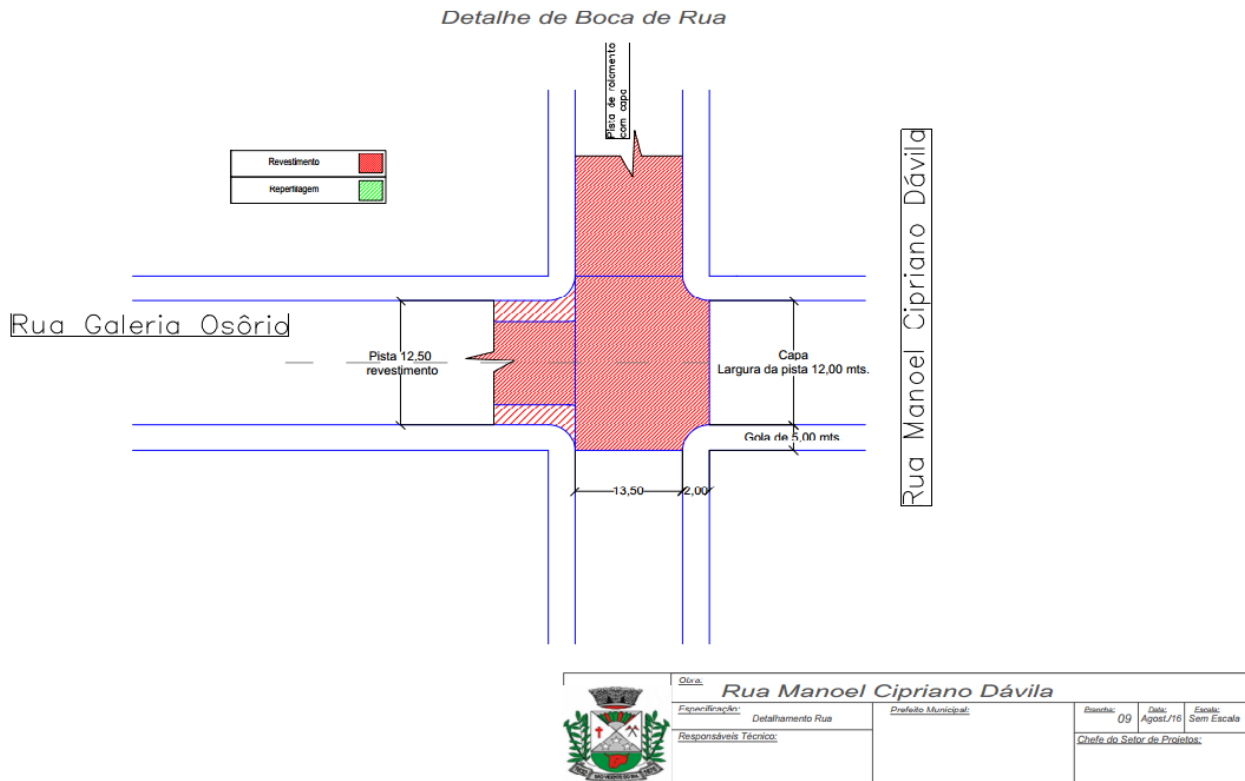 Detalhe de Boca de Rua
Pista de rolamento
com capa
Revestimento
Reperfilagem
Rua Manoel Cipriano Dávila
Rua Galeria Osôrio
Pista 12,50
revestimento
Capa
Largura da pista 12,00 mts.
Gola de 5,00 mts
13,50
2,00
Obra:
Rua Manoel Cipriano Dávila
Especificação:
Detalhamento Rua
Prefeito Municipal:
Prancha:
09
Data:
Agost./16
Escala:
Sem Escala
Responsáveis Técnico:
Chefe do Setor de Projetos: